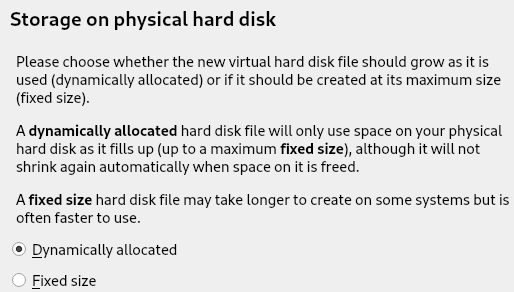 Storage on physical hard disk
Please choose whether the new virtual hard disk file should grow as it is
used (dynamically allocated) or if it should be created at its maximum size
(fixed size).
A dynamically allocated hard disk file will only use space on your physical
hard disk as it fills up (up to a maximum fixed size), although it will not
shrink again automatically when space on it is freed.
A fixed size hard disk file may take longer to create on some systems but is
often faster to use.
Dynamically allocated
Fixed size